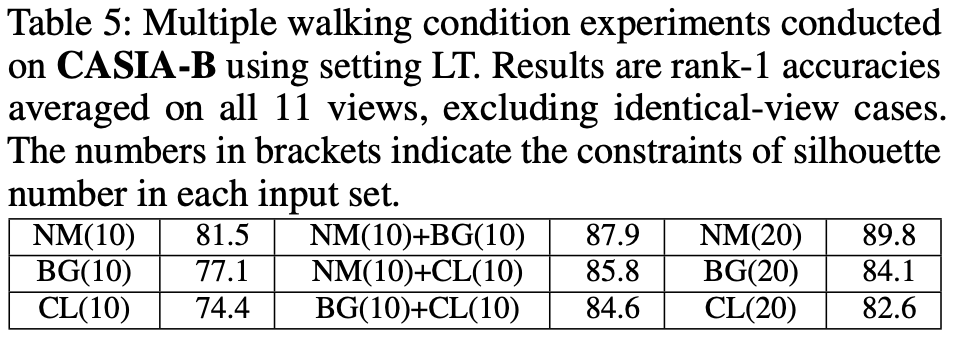 Table 5: Multiple walking condition experiments conducted
on CASIA-B using setting LT. Results are rank-1 accuracies
averaged on all 11 views, excluding identical-view cases.
The numbers in brackets indicate the constraints of silhouette
number in each input set.
NM(10) 81.5 NM(10)+BG(10) 87.9 NM(20) 89.8
BG(10) 77.1 NM(10)+CL(10) 85.8 BG(20) 84.1
CL(10) 74.4 BG(10)+CL(10) 84.6 CL(20) 82.6